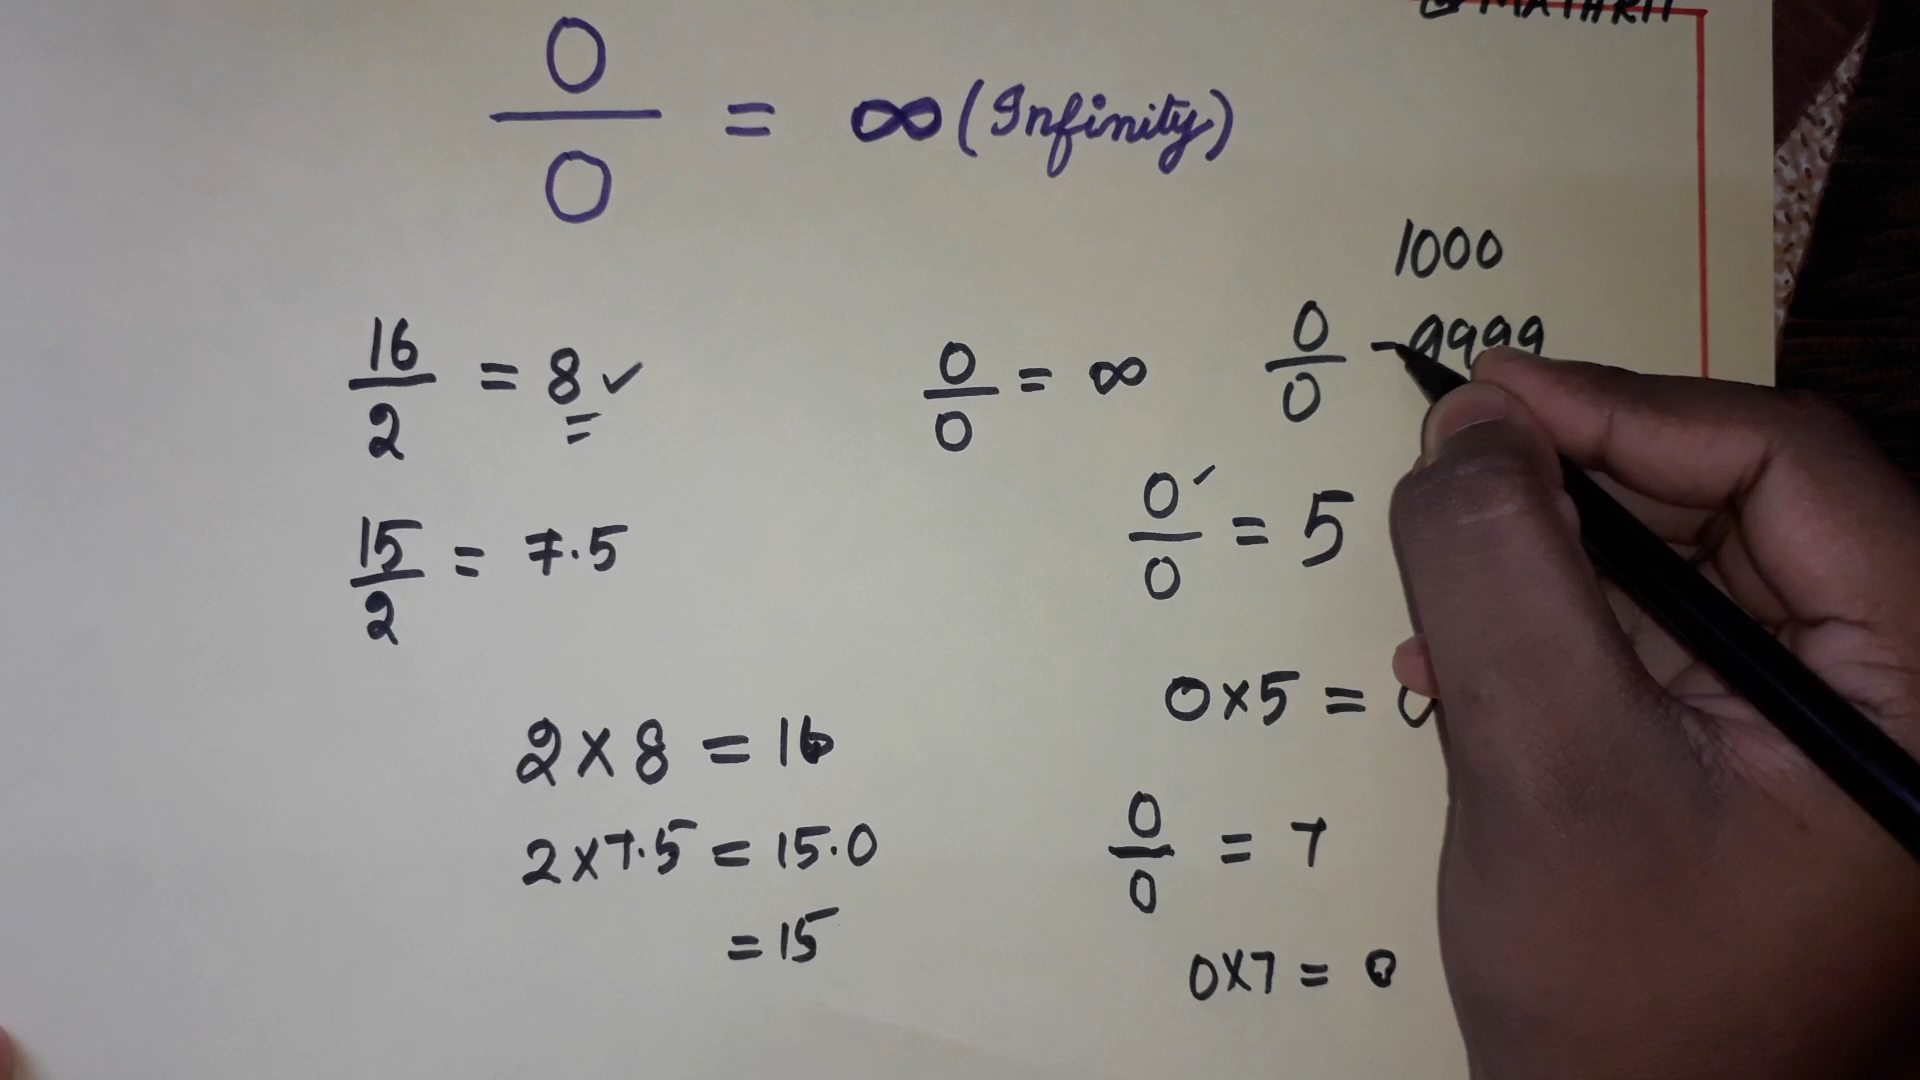 0/0 = ∞ (Infinity)
16/2 = 8 ✓
15/2 = 7.5
2 × 8 = 16
2 × 7.5 = 15.0
= 15
0/0 = ∞
1000
0/0 -9999
0/0 ✓ = 5
0 × 5 = 0
0/0 = 7
0 × 7 = 0